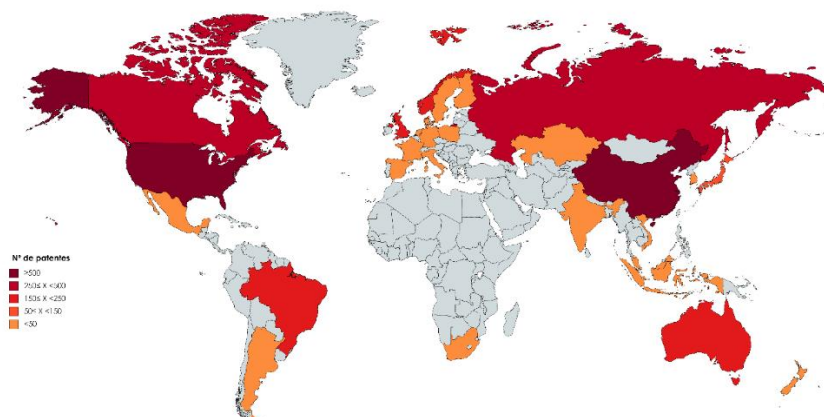 Nº de patentes
>500
250≤ X <500
150≤ X <250
50≤ X <150
<50